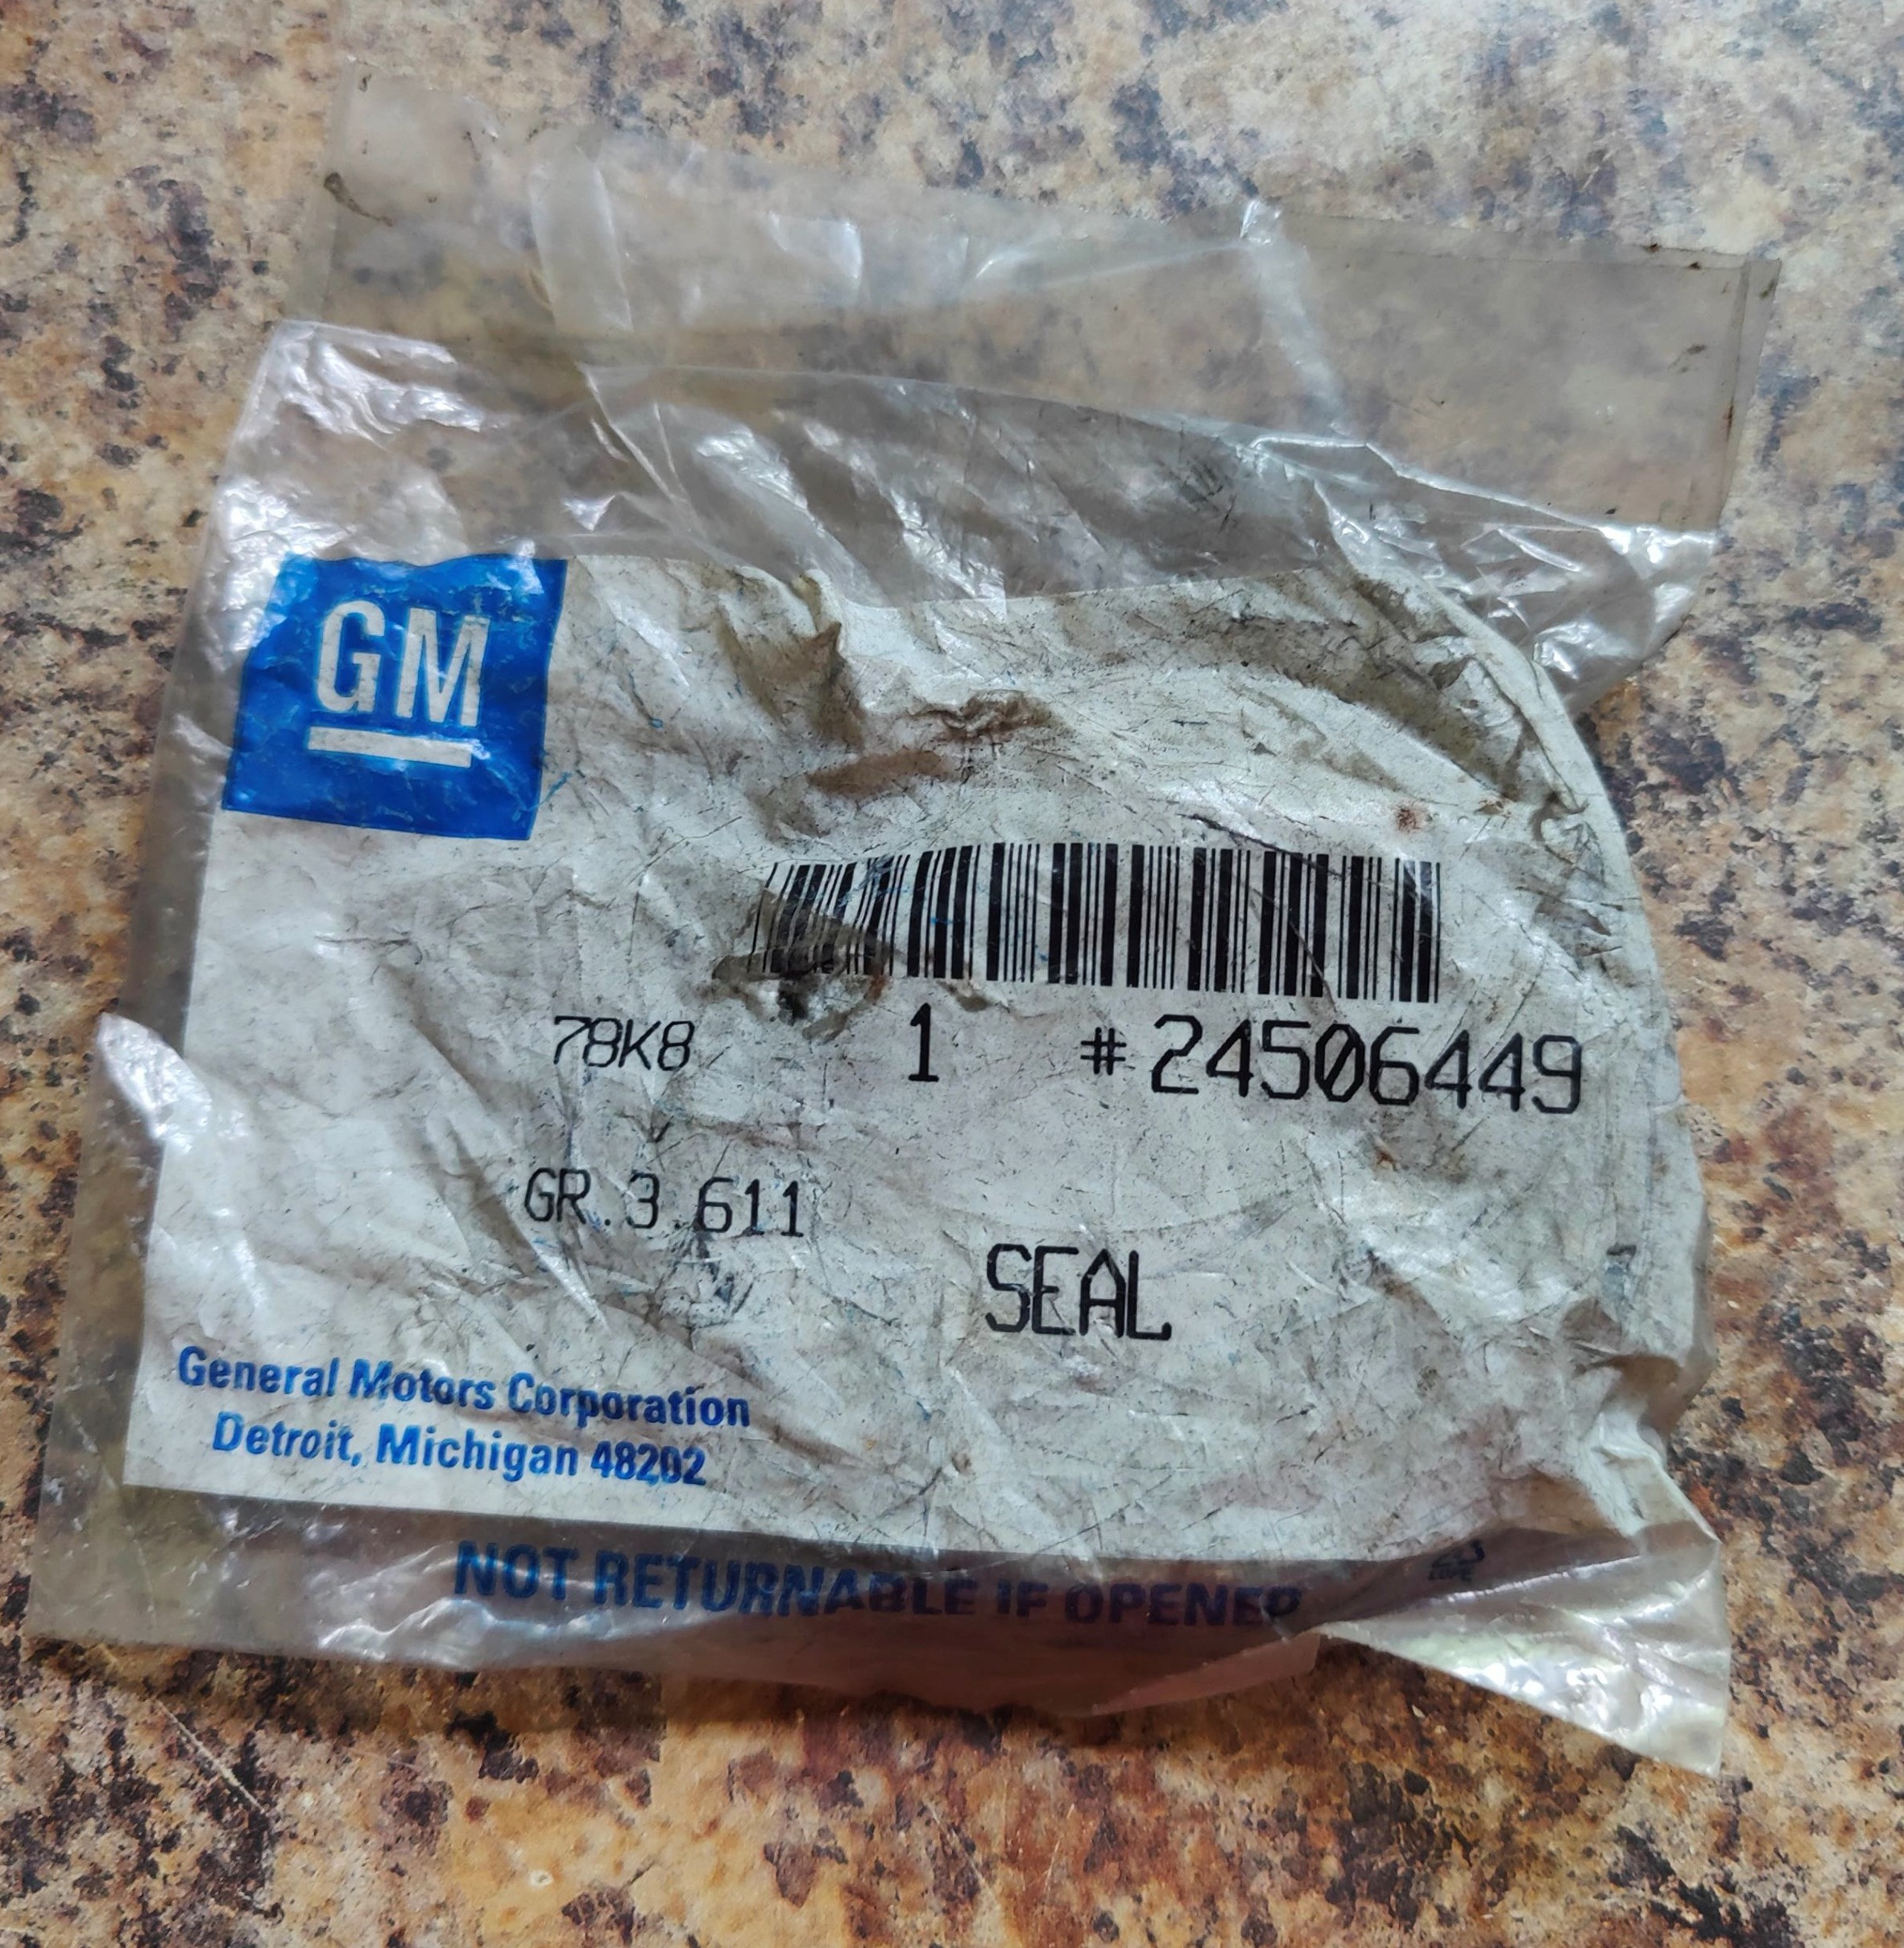 GM
78K8 1 #24506449
GR.3.611
SEAL
General Motors Corporation
Detroit, Michigan 48202
NOT RETURNABLE IF OPENED